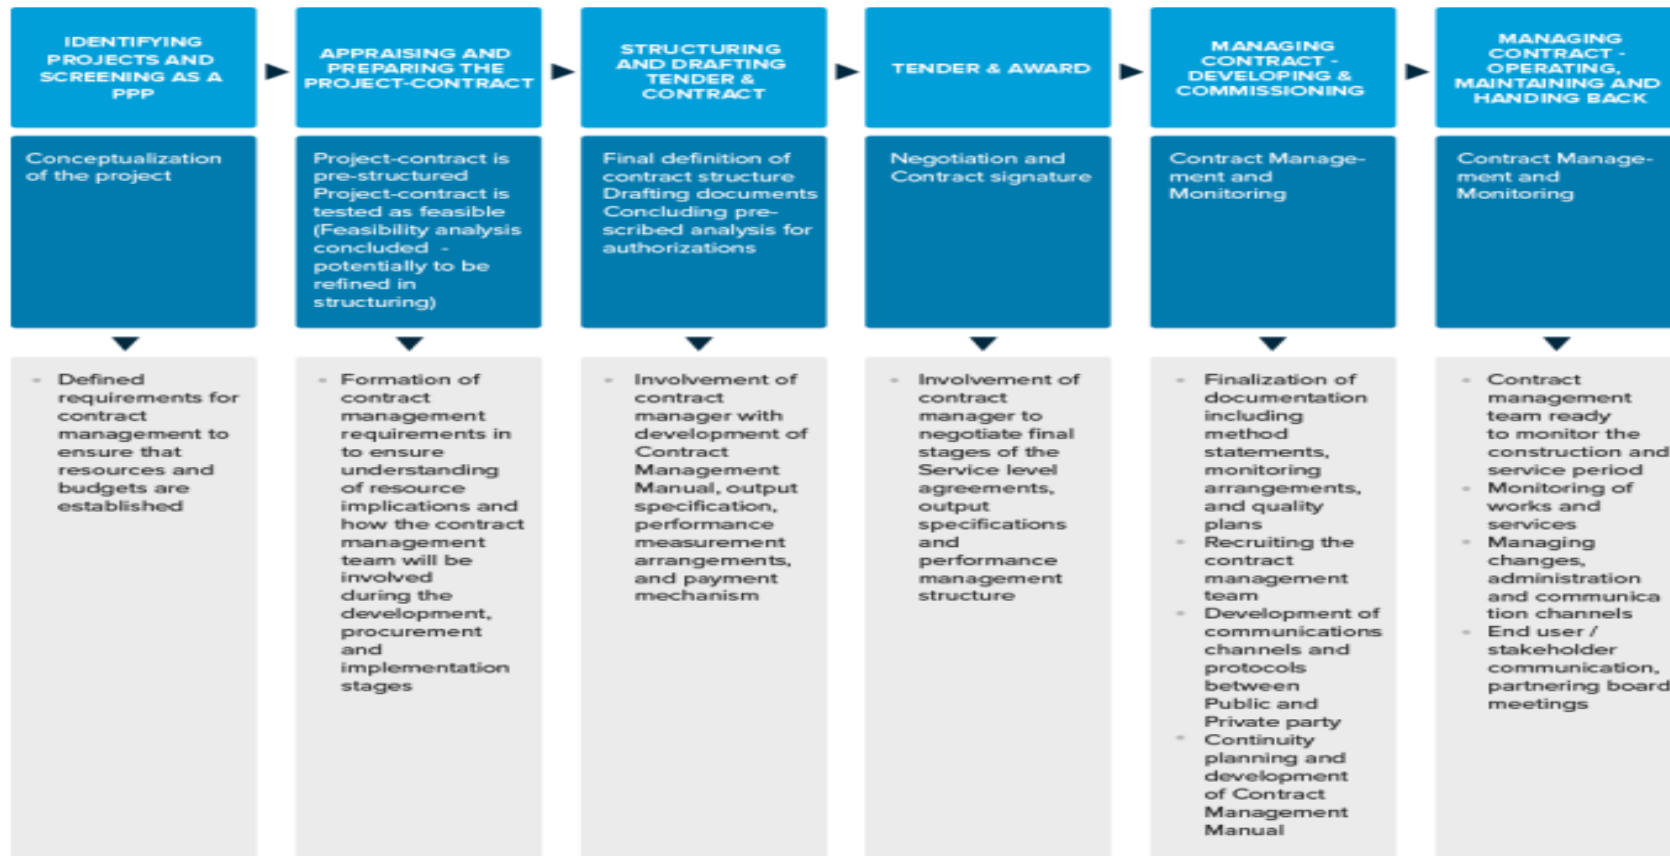 IDENTIFYING
PROJECTS AND
SCREENING AS A
PPP
APPRAISING AND
PREPARING THE
PROJECT-CONTRACT
STRUCTURING
AND DRAFTING
TENDER &
CONTRACT
TENDER & AWARD
MANAGING
CONTRACT -
DEVELOPING &
COMMISSIONING
MANAGING
CONTRACT -
OPERATING,
MAINTAINING AND
HANDING BACK
Conceptualization
of the project
Project-contract is
pre-structured
Project-contract is
tested as feasible
(Feasibility analysis
concluded -
potentially to be
refined in
structuring)
Final definition of
contract structure
Drafting documents
Concluding pre-
scribed analysis for
authorizations
Negotiation and
Contract signature
Contract Manage-
ment and
Monitoring
Contract Manage-
ment and
Monitoring
• Defined
requirements for
contract
management to
ensure that
resources and
budgets are
established
• Formation of
contract
management
requirements in
to ensure
understanding
of resource
implications and
how the contract
management
team will be
involved
during the
development,
procurement
and
implementation
stages
• Involvement of
contract
manager with
development of
Contract
Management
Manual, output
specification,
performance
measurement
arrangements,
and payment
mechanism
• Involvement of
contract
manager to
negotiate final
stages of the
Service level
agreements,
output
specifications
and
performance
management
structure
• Finalization of
documentation
including
method
statements,
monitoring
arrangements,
and quality
plans
• Recruiting the
contract
management
team
• Development of
communications
channels and
protocols
between
Public and
Private party
• Continuity
planning and
development
of Contract
Management
Manual
• Contract
management
team ready
to monitor the
construction and
service period
• Monitoring of
works and
services
• Managing
changes,
administration
and communica
tion channels
• End user /
stakeholder
communication,
partnering board
meetings